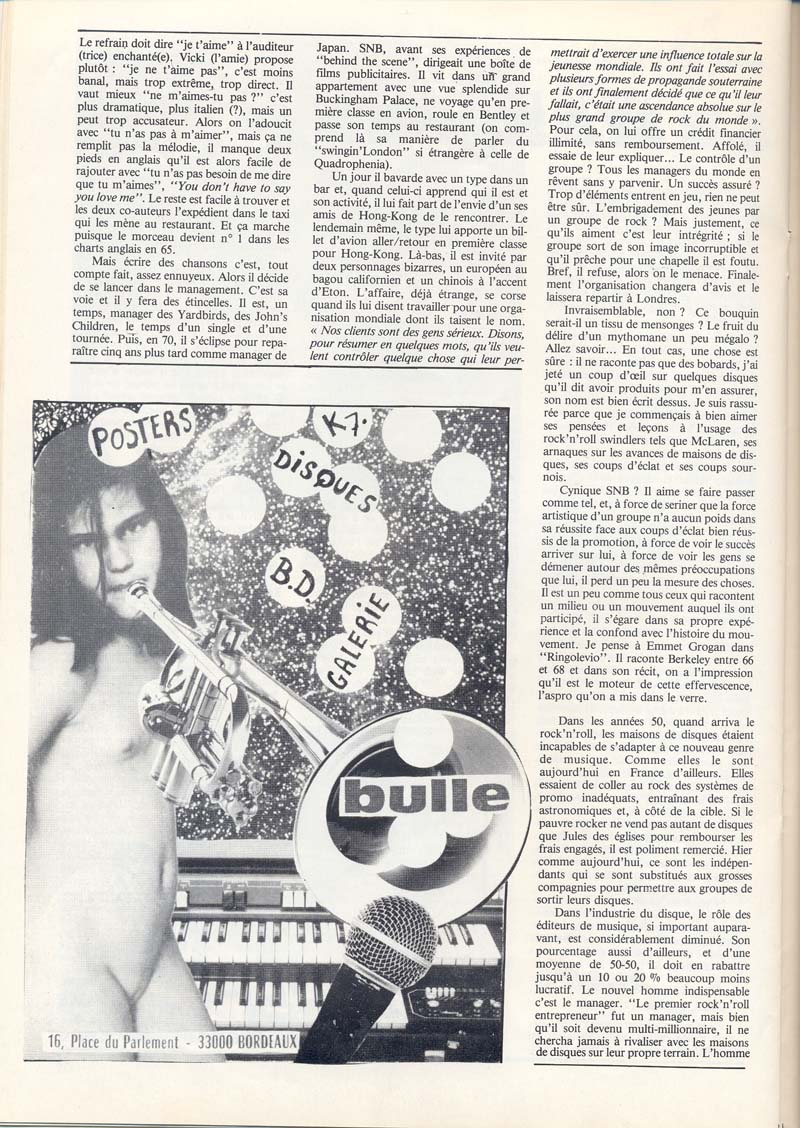 Le refrain doit dire “je t’aime” à l’auditeur
(trice) enchanté(e). Vicki (l’amie) propose
plutôt : “je ne t’aime pas”, c’est moins
banal, mais trop extrême, trop direct. Il
vaut mieux “ne m’aimes-tu pas ?” c’est
plus dramatique, plus italien (?), mais un
peut trop accusateur. Alors on l’adoucit
avec “tu n’as pas à m’aimer”, mais ça ne
remplit pas la mélodie, il manque deux
pieds en anglais qu’il est alors facile de
rajouter avec “tu n’as pas besoin de me dire
que tu m’aimes”, “You don’t have to say
you love me”. Le reste est facile à trouver et
les deux co-auteurs l’expédient dans le taxi
qui les mène au restaurant. Et ça marche
puisque le morceau devient n° 1 dans les
charts anglais en 65.
Mais écrire des chansons c’est, tout
compte fait, assez ennuyeux. Alors il décide
de se lancer dans le management. C’est sa
voie et il y fera des étincelles. Il est, un
temps, manager des Yardbirds, des John’s
Children, le temps d’un single et d’une
tournée. Puis, en 70, il s’éclipse pour repa-
raître cinq ans plus tard comme manager de
Japan. SNB, avant ses expériences de
“behind the scene”, dirigeait une boîte de
films publicitaires. Il vit dans un grand
appartement avec une vue splendide sur
Buckingham Palace, ne voyage qu’en pre-
mière classe en avion, roule en Bentley et
passe son temps au restaurant (on com-
prend là sa manière de parler du
“swingin’London” si étrangère à celle de
Quadrophenia).
Un jour il bavarde avec un type dans un
bar et, quand celui-ci apprend qui il est et
son activité, il lui fait part de l’envie d’un ses
amis de Hong-Kong de le rencontrer. Le
lendemain même, le type lui apporte un bil-
let d’avion aller/retour en première classe
pour Hong-Kong. Là-bas, il est invité par
deux personnages bizarres, un européen au
bagou californien et un chinois à l’accent
d’Eton. L’affaire, déjà étrange, se corse
quand ils lui disent travailler pour une orga-
nisation mondiale dont ils taisent le nom.
« Nos clients sont des gens sérieux. Disons,
pour résumer en quelques mots, qu’ils veu-
lent contrôler quelque chose qui leur per-
mettrait d’exercer une influence totale sur la
jeunesse mondiale. Ils ont fait l’essai avec
plusieurs formes de propagande souterraine
et ils ont finalement décidé que ce qu’il leur
fallait, c’était une ascendance absolue sur le
plus grand groupe de rock du monde ».
Pour cela, on lui offre un crédit financier
illimité, sans remboursement. Affolé, il
essaie de leur expliquer... Le contrôle d’un
groupe ? Tous les managers du monde en
rêvent sans y parvenir. Un succès assuré ?
Trop d’éléments entrent en jeu, rien ne peut
être sûr. L’embrigadement des jeunes par
un groupe de rock ? Mais justement, ce
qu’ils aiment c’est leur intrégrité ; si le
groupe sort de son image incorruptible et
qu’il prêche pour une chapelle il est foutu.
Bref, il refuse, alors on le menace. Finale-
ment l’organisation changera d’avis et le
laissera repartir à Londres.
Invraisemblable, non ? Ce bouquin
serait-il un tissu de mensonges ? Le fruit du
délire d’un mythomane un peu mégalo ?
Allez savoir... En tout cas, une chose est
sûre : il ne raconte pas que des bobards, j’ai
jeté un coup d’œil sur quelques disques
qu’il dit avoir produits pour m’en assurer,
son nom est bien écrit dessus. Je suis rassu-
rée parce que je commençais à bien aimer
ses pensées et leçons à l’usage des
rock’n’roll swindlers tels que McLaren, ses
arnaques sur les avances de maisons de dis-
ques, ses coups d’éclat et ses coups sour-
nois.
Cynique SNB ? Il aime se faire passer
comme tel, et, à force de seriner que la force
artistique d’un groupe n’a aucun poids dans
sa réussite face aux coups d’éclat bien réus-
sis de la promotion, à force de voir le succès
arriver sur lui, à force de voir les gens se
démener autour des mêmes préoccupations
que lui, il perd un peu la mesure des choses.
Il est un peu comme tous ceux qui racontent
un milieu ou un mouvement auquel ils ont
participé, il s’égare dans sa propre expé-
rience et la confond avec l’histoire du mou-
vement. Je pense à Emmet Grogan dans
“Ringolevio”. Il raconte Berkeley entre 66
et 68 et dans son récit, on a l’impression
qu’il est le moteur de cette effervescence,
l’aspro qu’on a mis dans le verre.
Dans les années 50, quand arriva le
rock’n’roll, les maisons de disques étaient
incapables de s’adapter à ce nouveau genre
de musique. Comme elles le sont
aujourd’hui en France d’ailleurs. Elles
essaient de coller au rock des systèmes de
promo inadéquats, entraînant des frais
astronomiques et, à côté de la cible. Si le
pauvre rocker ne vend pas autant de disques
que Jules des églises pour rembourser les
frais engagés, il est poliment remercié. Hier
comme aujourd’hui, ce sont les indépen-
dants qui se sont substitués aux grosses
compagnies pour permettre aux groupes de
sortir leurs disques.
Dans l’industrie du disque, le rôle des
éditeurs de musique, si important aupara-
vant, est considérablement diminué. Son
pourcentage aussi d’ailleurs, et d’une
moyenne de 50-50, il doit en rabattre
jusqu’à un 10 ou 20 % beaucoup moins
lucratif. Le nouvel homme indispensable
c’est le manager. “Le premier rock’n’roll
entrepreneur” fut un manager, mais bien
qu’il soit devenu multi-millionnaire, il ne
chercha jamais à rivaliser avec les maisons
de disques sur leur propre terrain. L’homme
POSTERS
K7.
DISQUES
B.D.
GALERIE
bulle
16, Place du Parlement - 33000 BORDEAUX